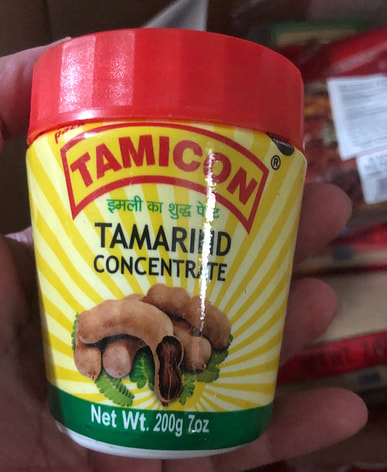 TAMICON®
इमली का शुद्ध पेस्ट
TAMARIND
CONCENTRATE
Net Wt. 200g 7oz